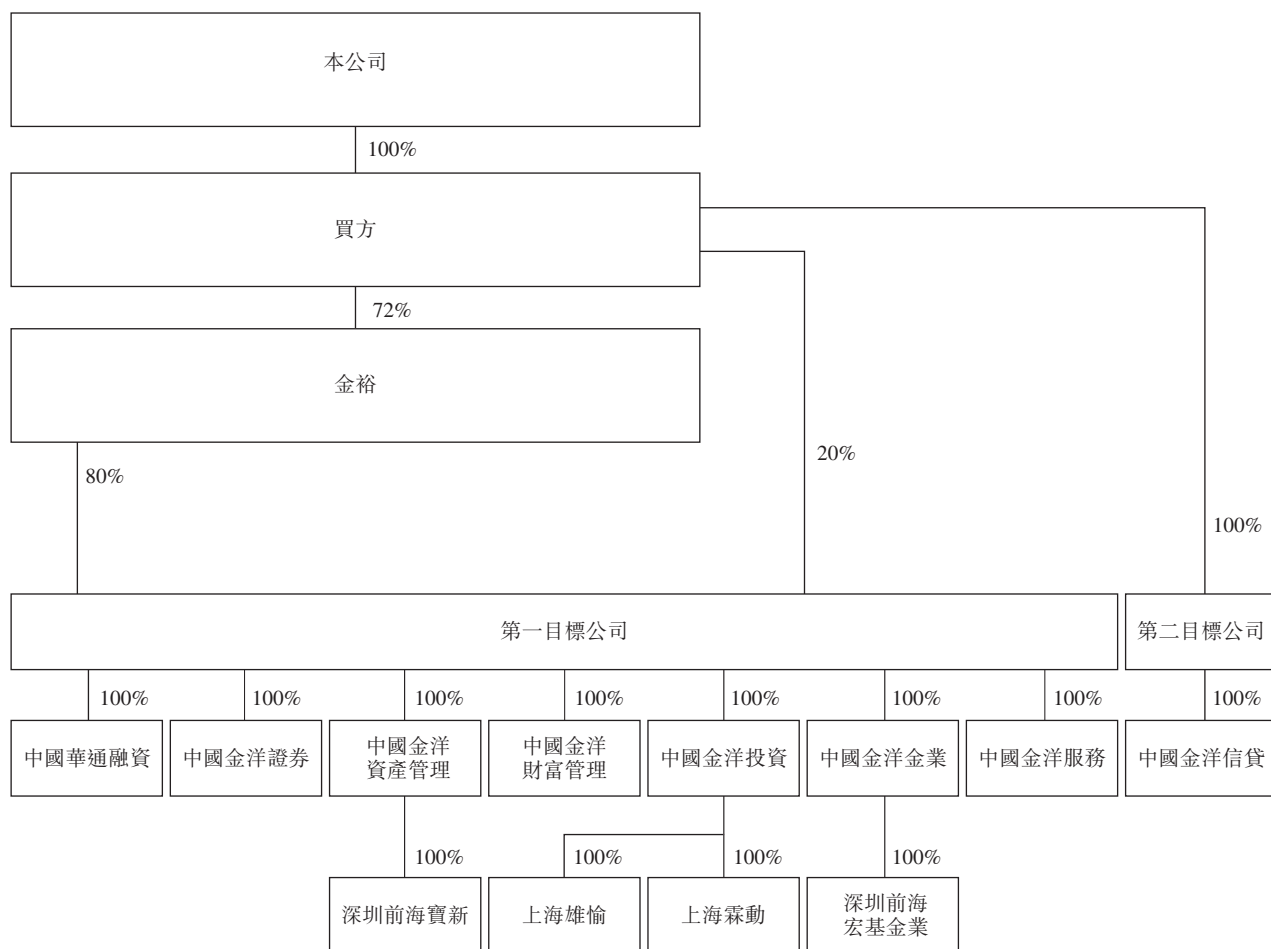 本公司
100%
買方
72%
金裕
80%
20%
100%
第一目標公司
第二目標公司
100%
100%
100%
100%
100%
100%
100%
100%
中國華通融資
中國金洋證券
中國金洋
資產管理
中國金洋
財富管理
中國金洋投資
中國金洋金業
中國金洋服務
中國金洋信貸
100%
100%
100%
100%
深圳前海寶新
上海雄愉
上海霖動
深圳前海
宏基金業